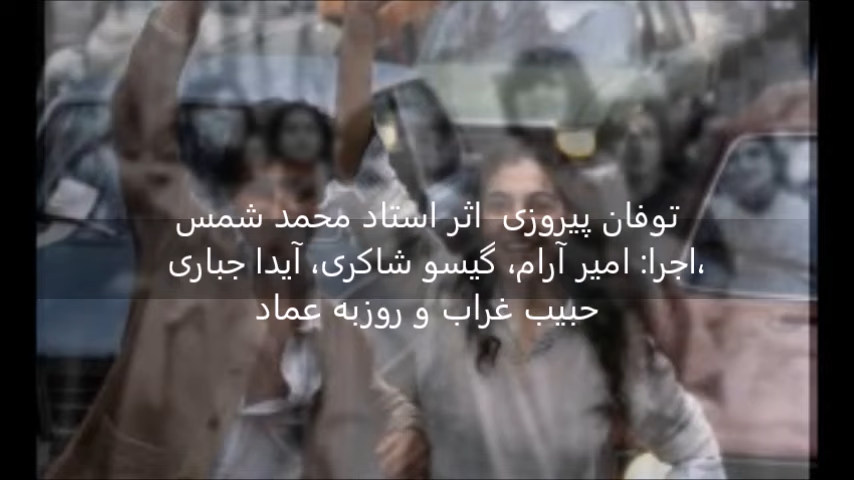 توفان پیروزی اثر استاد محمد شمس
اجرا: امیر آرام، گیسو شاکری، آیدا جباری،
حبیب غراب و روزبه عماد